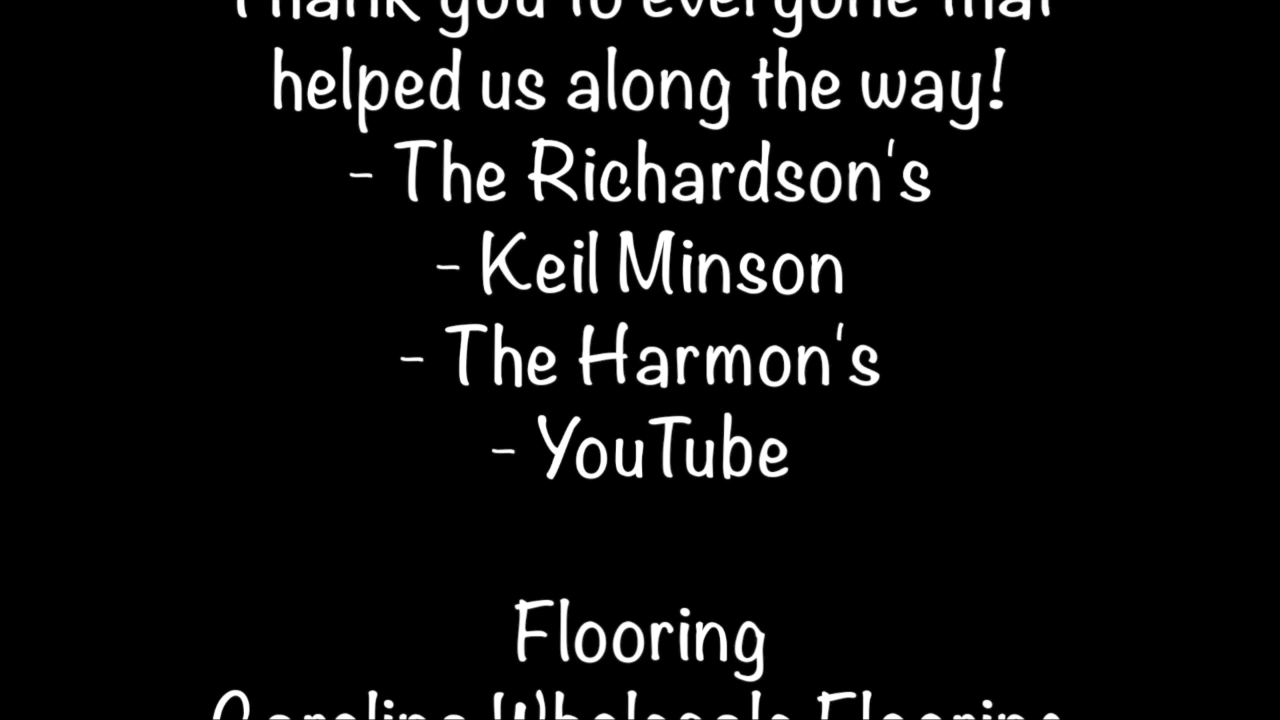 Thank you to everyone that
helped us along the way!
- The Richardson's
- Keil Minson
- The Harmon's
- YouTube
Flooring
Carolina Wholesale Flooring